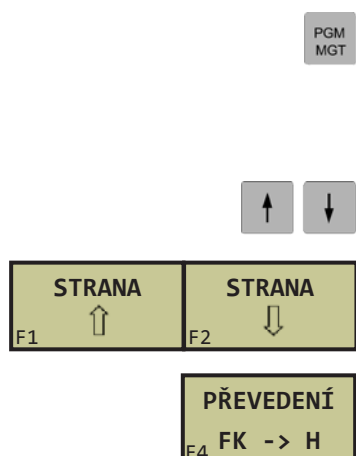 PGM
MGT
STRANA STRANA
F1 F2
PŘEVEDENÍ
FK -> H
F4